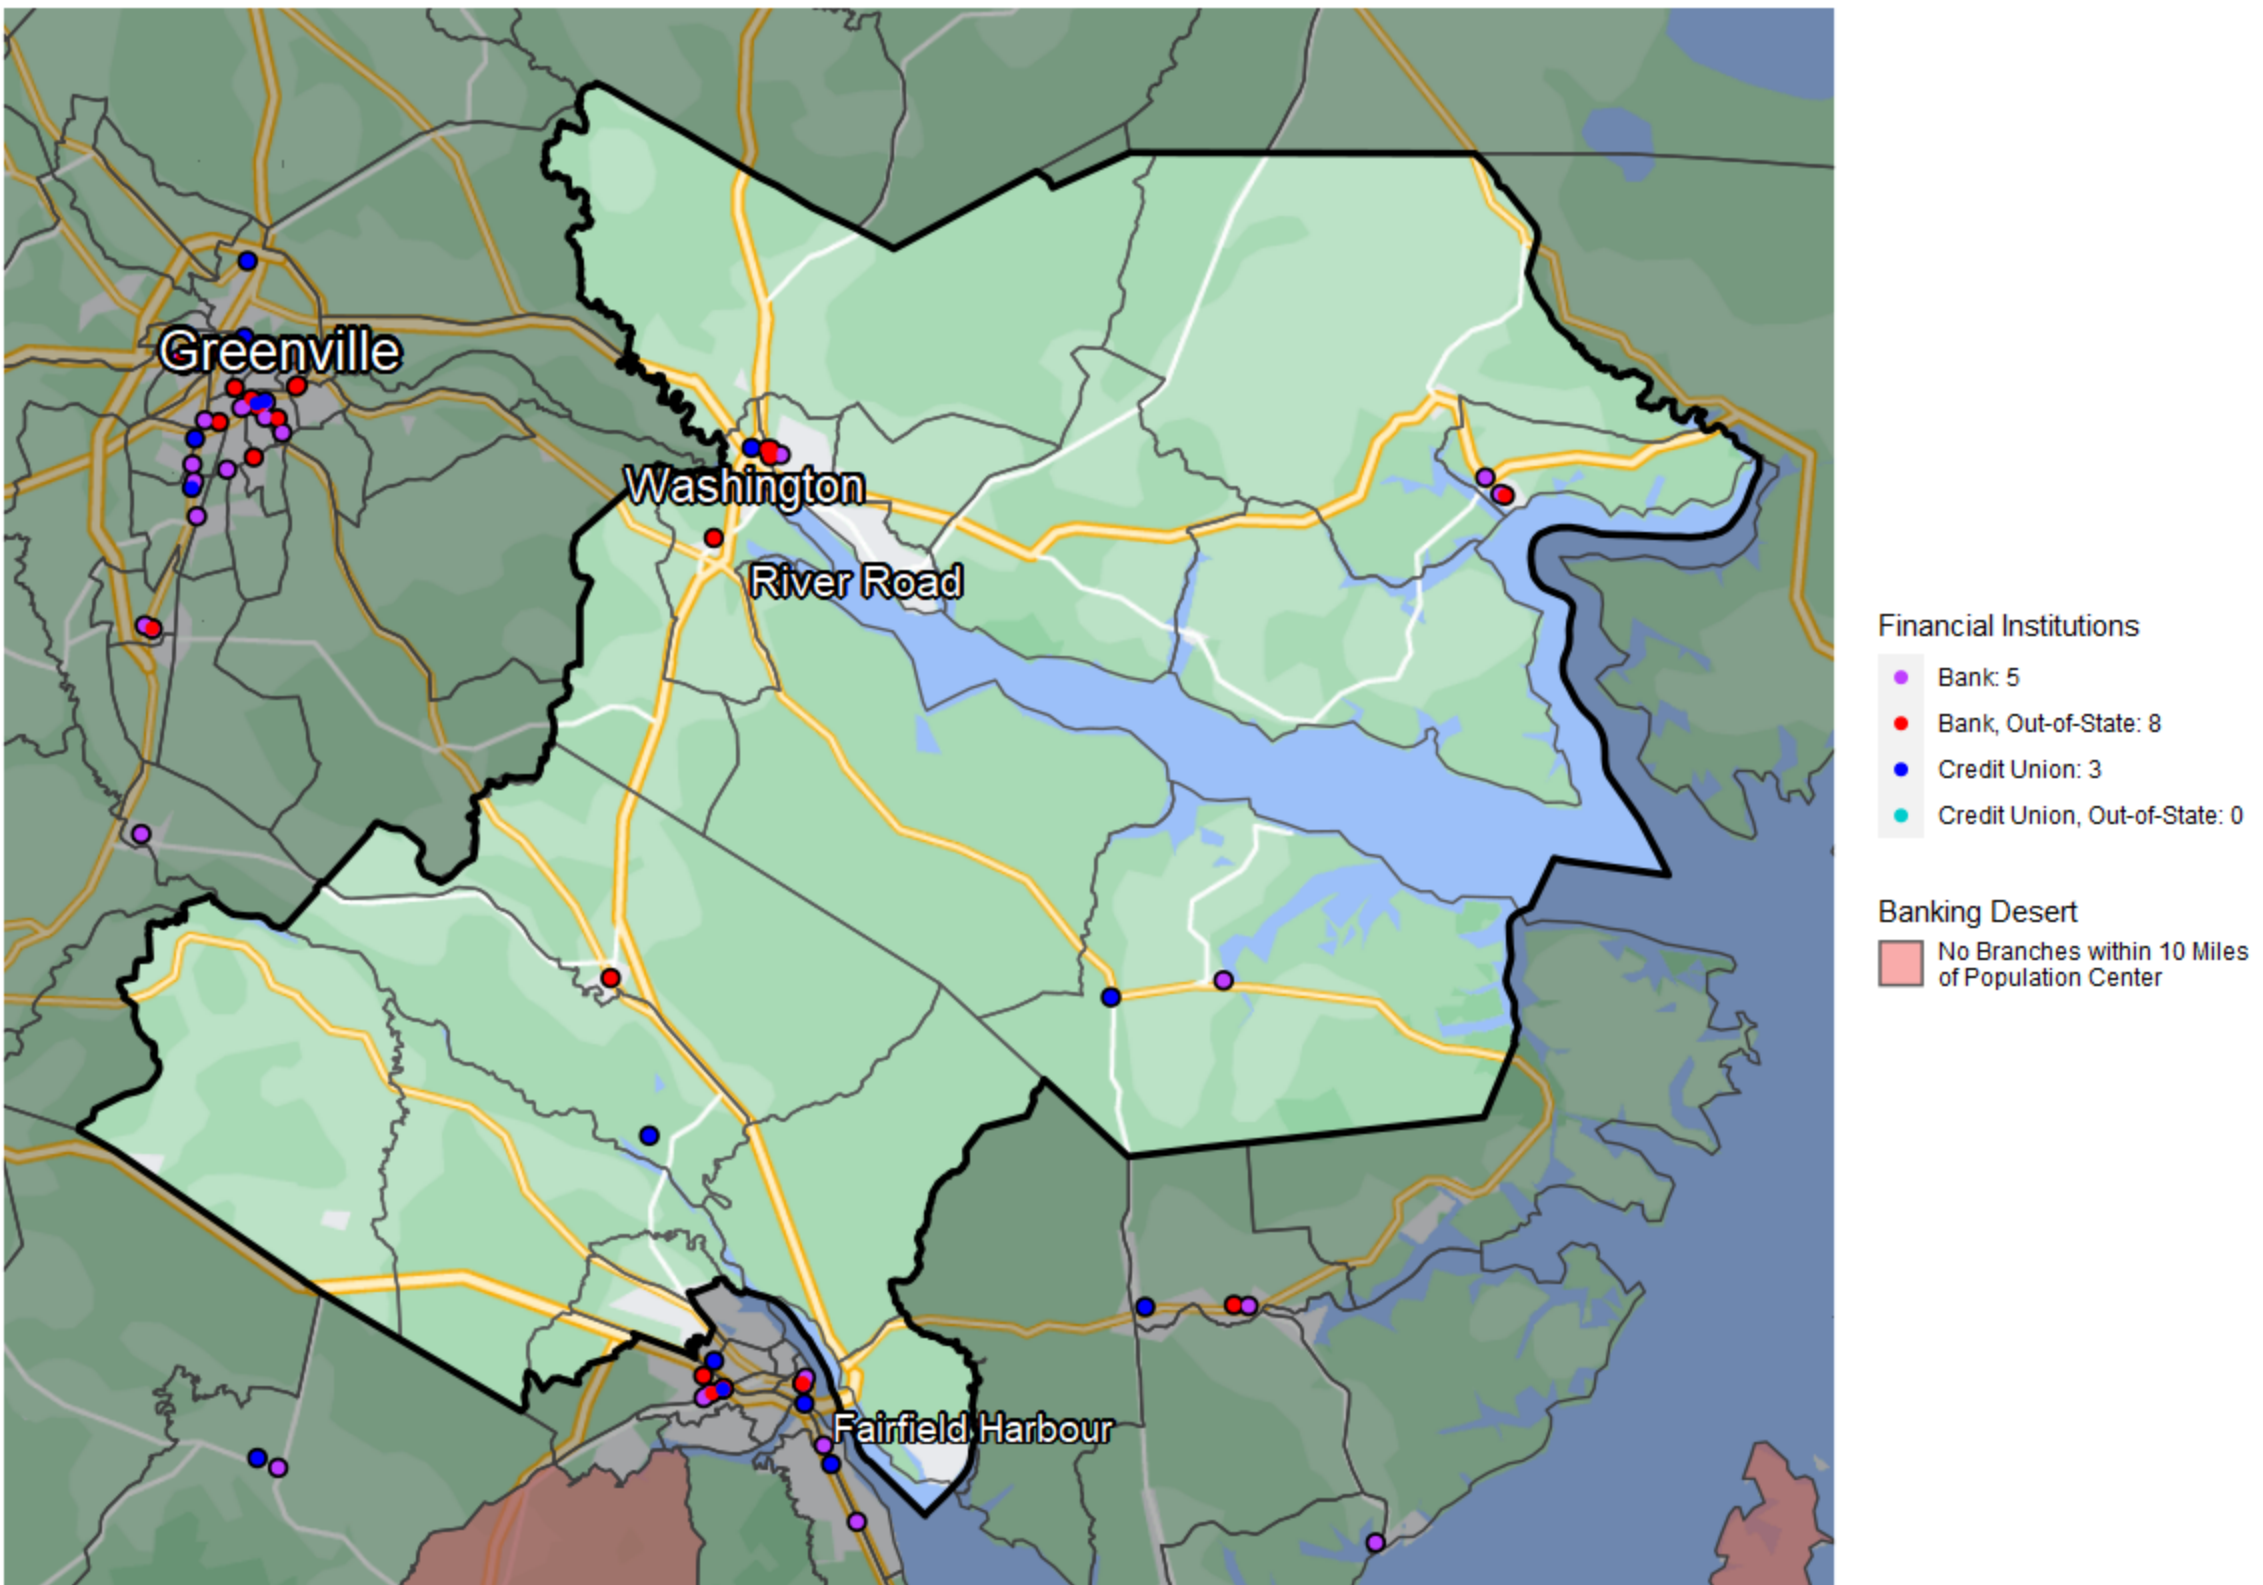 Greenville
Washington
River Road
Fairfield Harbour
Financial Institutions
Bank: 5
Bank, Out-of-State: 8
Credit Union: 3
Credit Union, Out-of-State: 0
Banking Desert
No Branches within 10 Miles
of Population Center